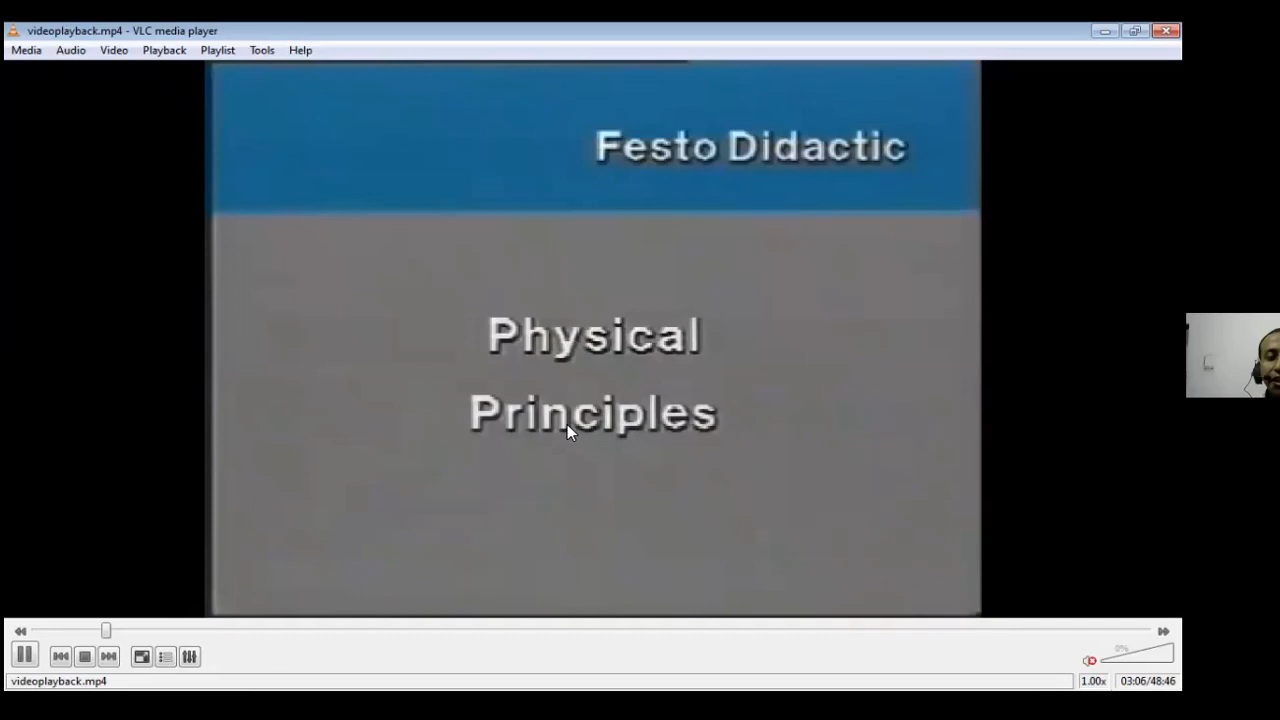 videoplayback.mp4 - VLC media player
Media Audio Video Playback Playlist Tools Help
Festo Didactic
Physical
Principles
0%
videoplayback.mp4 1.00x 03:06/48:46